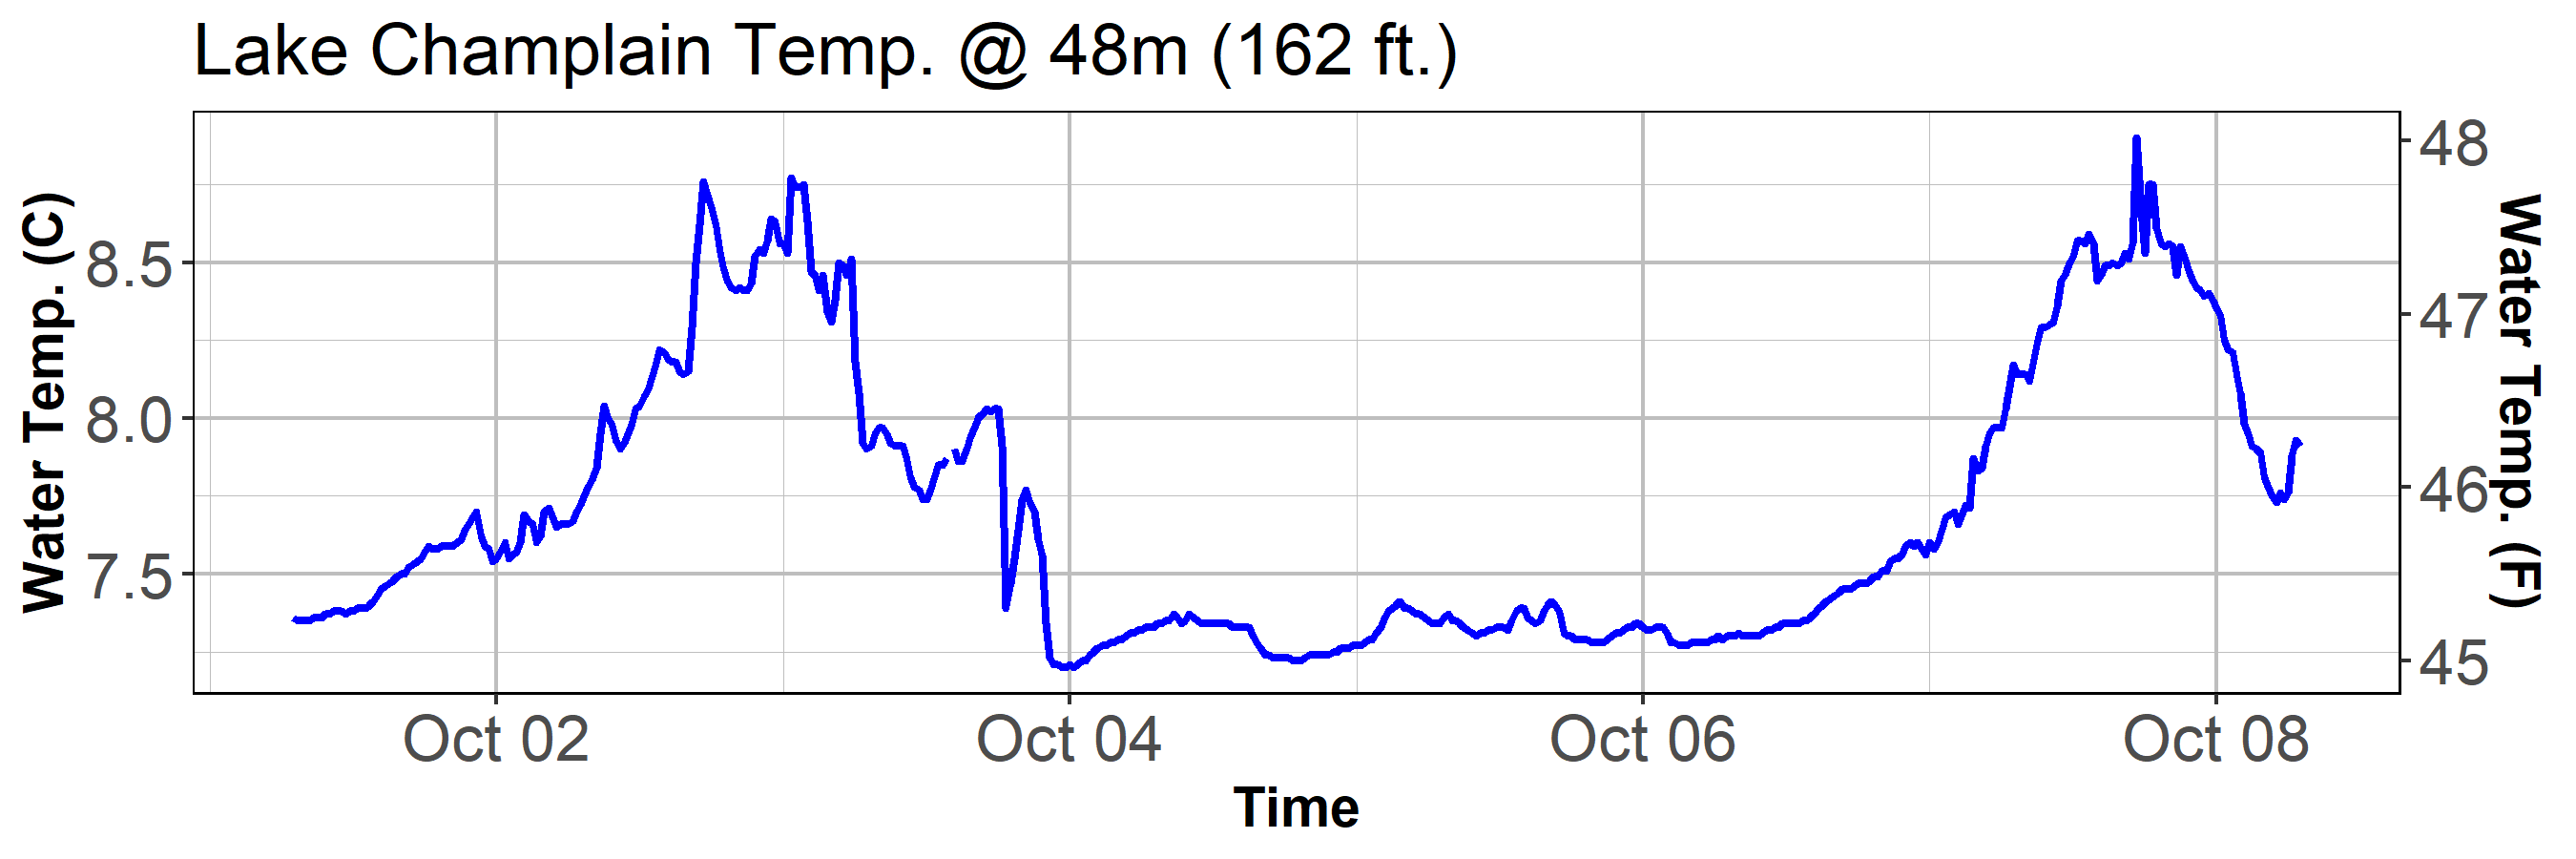 Lake Champlain Temp. @ 48m (162 ft.)
Water Temp. (C)
8.5
8.0
7.5
48
47
46
45
Water Temp. (F)
Oct 02 Oct 04 Oct 06 Oct 08
Time